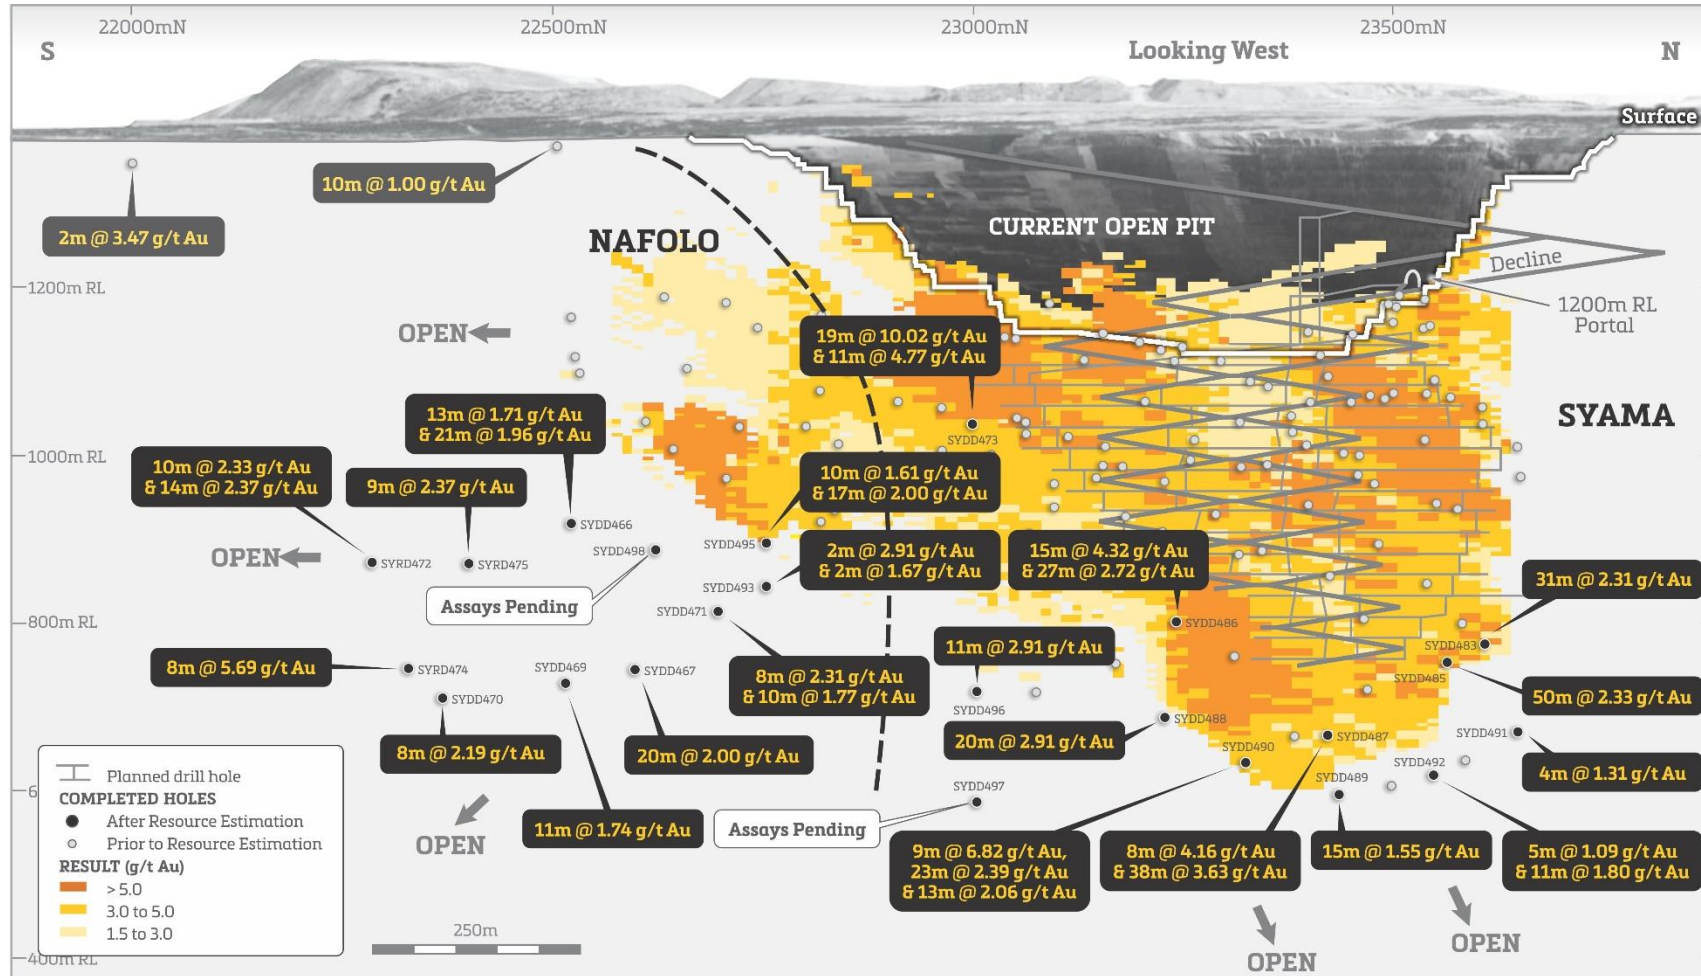 22000mN
22500mN
23000mN
23500mN
S
Looking West
N
Surface
10m @ 1.00 g/t Au
2m @ 3.47 g/t Au
NAFOLO
CURRENT OPEN PIT
Decline
1200m RL
1200m RL
Portal
OPEN
19m @ 10.02 g/t Au
& 11m @ 4.77 g/t Au
SYAMA
13m @ 1.71 g/t Au
& 21m @ 1.96 g/t Au
SYDD473
1000m RL
10m @ 2.33 g/t Au
& 14m @ 2.37 g/t Au
9m @ 2.37 g/t Au
10m @ 1.61 g/t Au
& 17m @ 2.00 g/t Au
SYDD466
SYDD498
SYDD495
OPEN
SYRD472
SYRD475
2m @ 2.91 g/t Au
& 2m @ 1.67 g/t Au
15m @ 4.32 g/t Au
& 27m @ 2.72 g/t Au
31m @ 2.31 g/t Au
SYDD493
Assays Pending
SYDD471
800m RL
SYDD486
SYDD483
11m @ 2.91 g/t Au
8m @ 5.69 g/t Au
SYRD474
SYDD469
SYDD467
8m @ 2.31 g/t Au
& 10m @ 1.77 g/t Au
SYDD485
50m @ 2.33 g/t Au
SYDD470
SYDD496
SYDD488
8m @ 2.19 g/t Au
20m @ 2.00 g/t Au
20m @ 2.91 g/t Au
SYDD490
SYDD487
SYDD491
Planned drill hole
COMPLETED HOLES
After Resource Estimation
Prior to Resource Estimation
RESULT (g/t Au)
> 5.0
3.0 to 5.0
1.5 to 3.0
SYDD497
SYDD489
SYDD492
4m @ 1.31 g/t Au
OPEN
11m @ 1.74 g/t Au
Assays Pending
9m @ 6.82 g/t Au,
23m @ 2.39 g/t Au
& 13m @ 2.06 g/t Au
8m @ 4.16 g/t Au
& 38m @ 3.63 g/t Au
15m @ 1.55 g/t Au
5m @ 1.09 g/t Au
& 11m @ 1.80 g/t Au
250m
OPEN
OPEN
400m RL